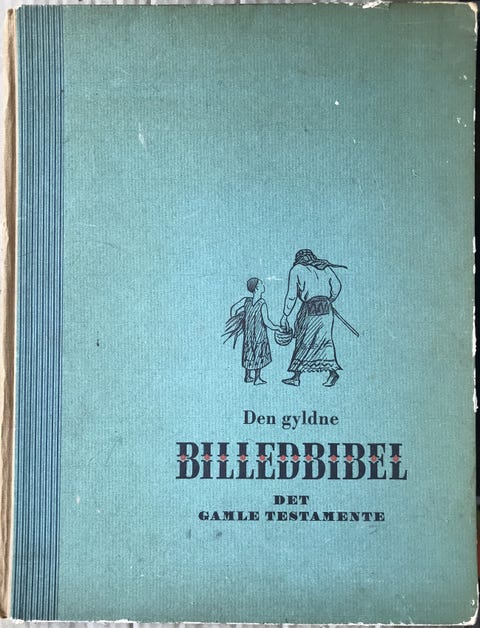 Den gyldne
BILLEDBIBEL
DET
GAMLE TESTAMENTE